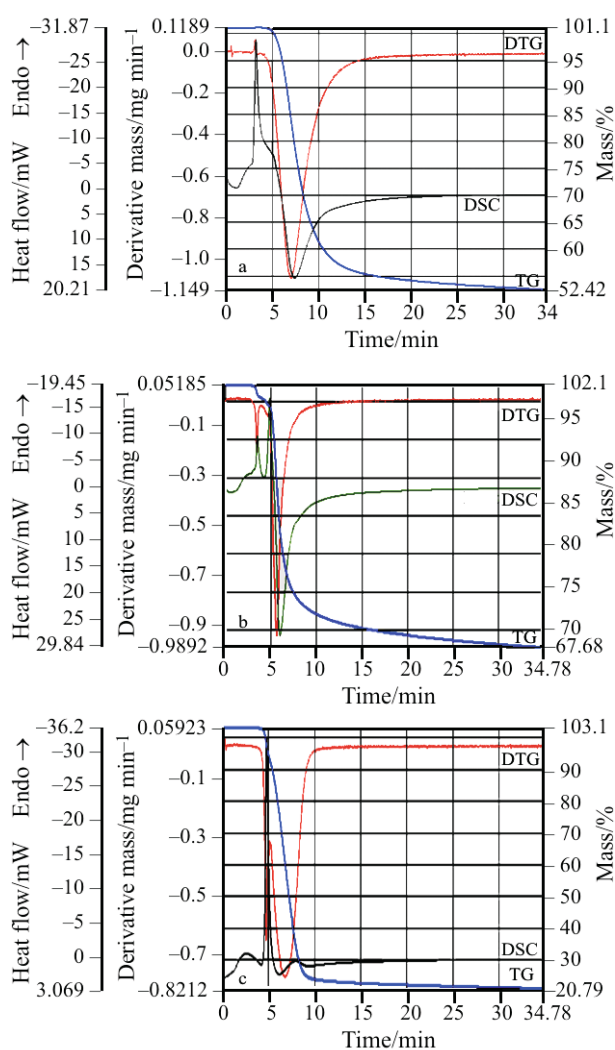 Heat flow/mW Endo →
–31.87
–25
–20
–15
–10
–5
0
5
10
15
20.21
Derivative mass/mg min⁻¹
0.1189
0.0
–0.2
–0.4
–0.6
–0.8
–1.0
–1.149
DTG
DSC
a
TG
101.1
95
90
85
80
75
70
65
60
52.42
Mass/%
0 5 10 15 20 25 30 34
Time/min
Heat flow/mW Endo →
–19.45
–15
–10
–5
0
5
10
15
20
25
29.84
Derivative mass/mg min⁻¹
0.05185
–0.1
–0.3
–0.5
–0.7
–0.9
–0.9892
DTG
DSC
b
TG
102.1
95
90
85
80
75
70
67.68
Mass/%
0 5 10 15 20 25 30 34.78
Time/min
Heat flow/mW Endo →
–36.2
–30
–25
–20
–15
–10
–5
0
3.069
Derivative mass/mg min⁻¹
0.05923
–0.1
–0.3
–0.5
–0.7
–0.8212
DTG
DSC
c
TG
103.1
90
80
70
60
50
40
30
20.79
Mass/%
0 5 10 15 20 25 30 34.78
Time/min